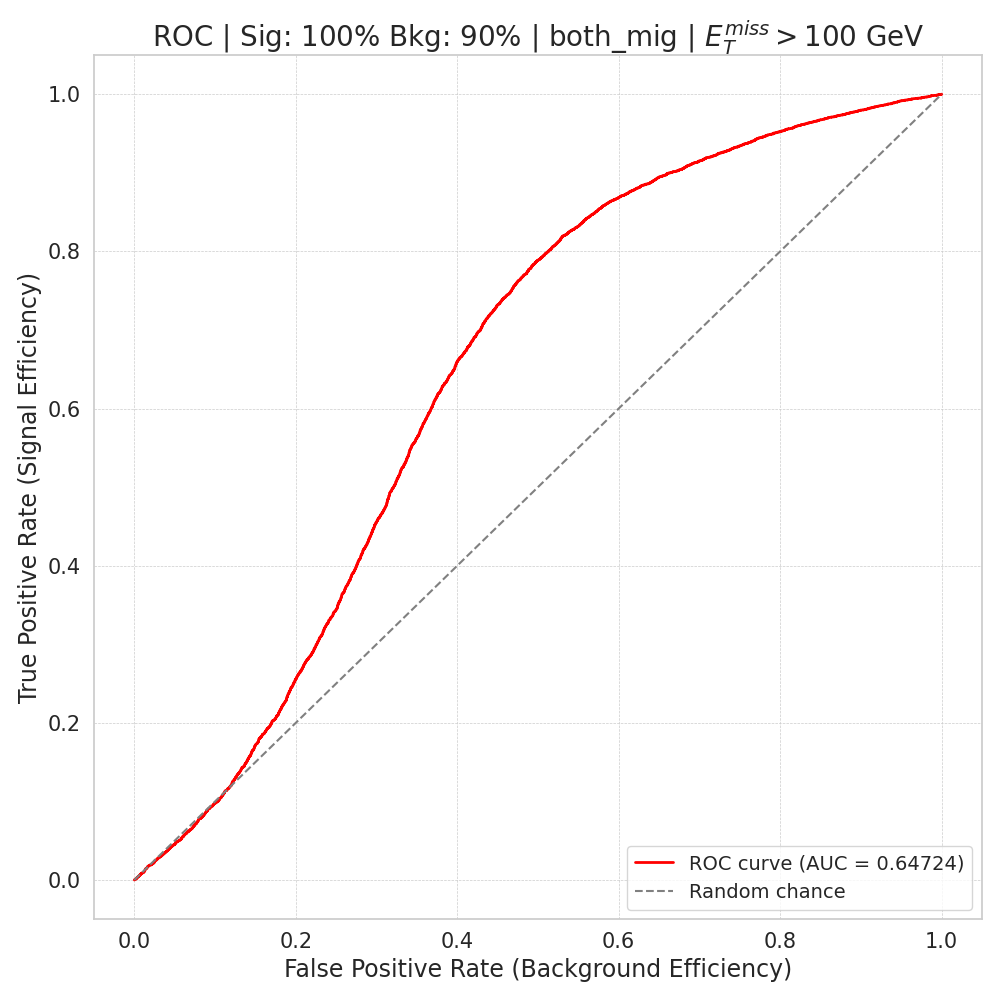 ROC | Sig: 100% Bkg: 90% | both_mig | $E_T^{miss} > 100$ GeV
True Positive Rate (Signal Efficiency)
1.0
0.8
0.6
0.4
0.2
0.0
ROC curve (AUC = 0.64724)
Random chance
0.0 0.2 0.4 0.6 0.8 1.0
False Positive Rate (Background Efficiency)